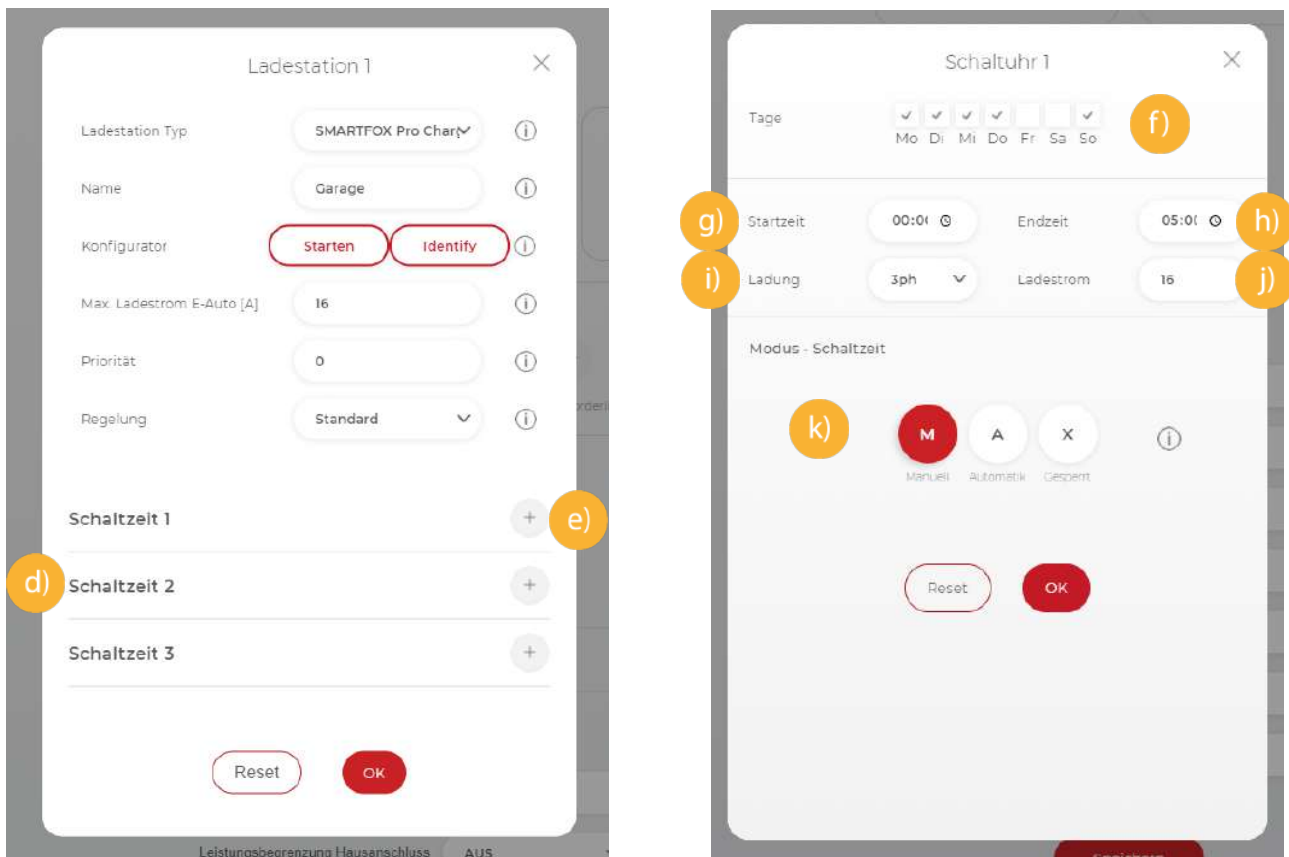 Ladestation 1
Ladestation Typ SMARTFOX Pro Char
Name Garage
Konfigurator Starten Identify
Max. Ladestrom E-Auto [A] 16
Priorität 0
Regelung Standard
Schaltzeit 1 e)
d) Schaltzeit 2
Schaltzeit 3
Reset OK
Leistungsbegrenzung Hausanschluss AUS
Schaltuhr 1
Tage f)
Mo Di Mi Do Fr Sa So
g) Startzeit 00:0 Endzeit 05:0 h)
i) Ladung 3ph Ladestrom 16 j)
Modus - Schaltzeit
k) M A X
Manuell Automatik Gesperrt
Reset OK